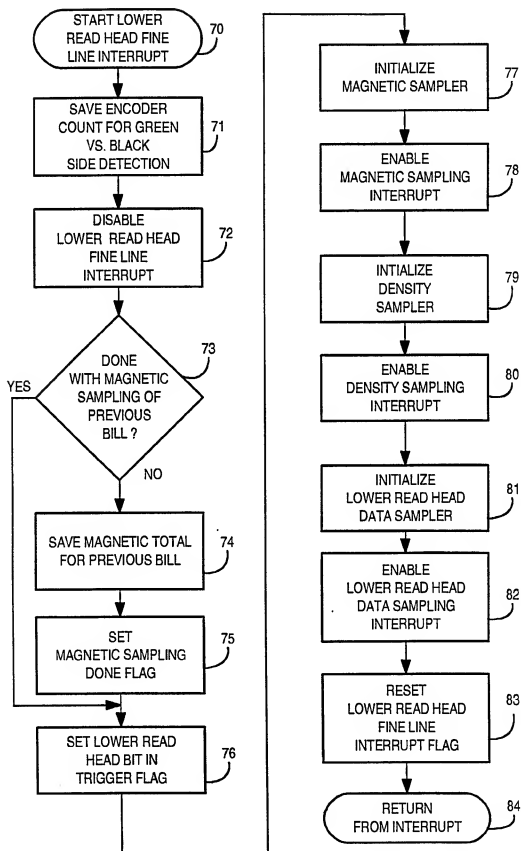 START LOWER
READ HEAD FINE
LINE INTERRUPT
70
SAVE ENCODER
COUNT FOR GREEN
VS. BLACK
SIDE DETECTION
71
DISABLE
LOWER READ HEAD
FINE LINE
INTERRUPT
72
DONE
WITH MAGNETIC
SAMPLING OF
PREVIOUS
BILL ?
73
YES
NO
SAVE MAGNETIC TOTAL
FOR PREVIOUS BILL
74
SET
MAGNETIC SAMPLING
DONE FLAG
75
SET LOWER READ
HEAD BIT IN
TRIGGER FLAG
76
INITIALIZE
MAGNETIC SAMPLER
77
ENABLE
MAGNETIC SAMPLING
INTERRUPT
78
INTIALIZE
DENSITY
SAMPLER
79
ENABLE
DENSITY SAMPLING
INTERRUPT
80
INITIALIZE
LOWER READ HEAD
DATA SAMPLER
81
ENABLE
LOWER READ HEAD
DATA SAMPLING
INTERRUPT
82
RESET
LOWER READ HEAD
FINE LINE
INTERRUPT FLAG
83
RETURN
FROM INTERRUPT
84